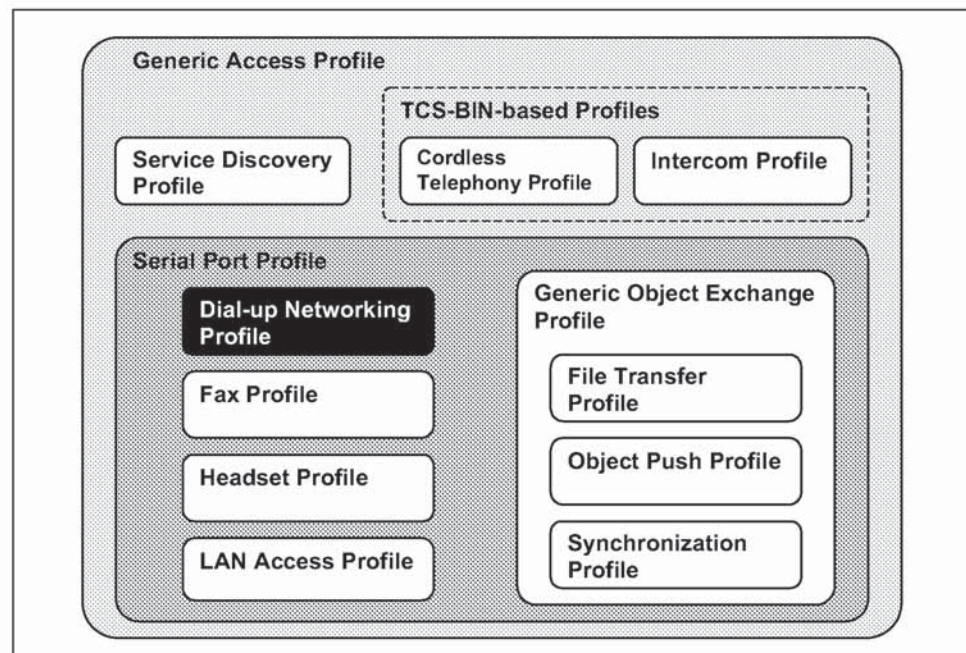 Generic Access Profile
TCS-BIN-based Profiles
Service Discovery
Profile
Cordless
Telephony Profile
Intercom Profile
Serial Port Profile
Dial-up Networking
Profile
Fax Profile
Headset Profile
LAN Access Profile
Generic Object Exchange
Profile
File Transfer
Profile
Object Push Profile
Synchronization
Profile